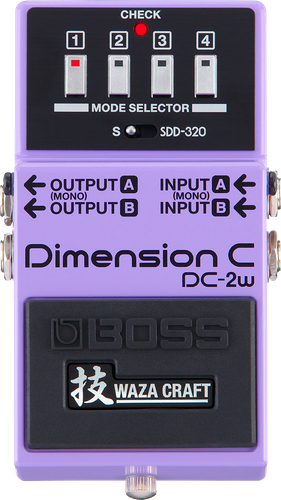 CHECK
1 2 3 4
MODE SELECTOR
S SDD-320
OUTPUT A INPUT A
(MONO) (MONO)
OUTPUT B INPUT B
Dimension C
DC-2w
BOSS
技 WAZA CRAFT